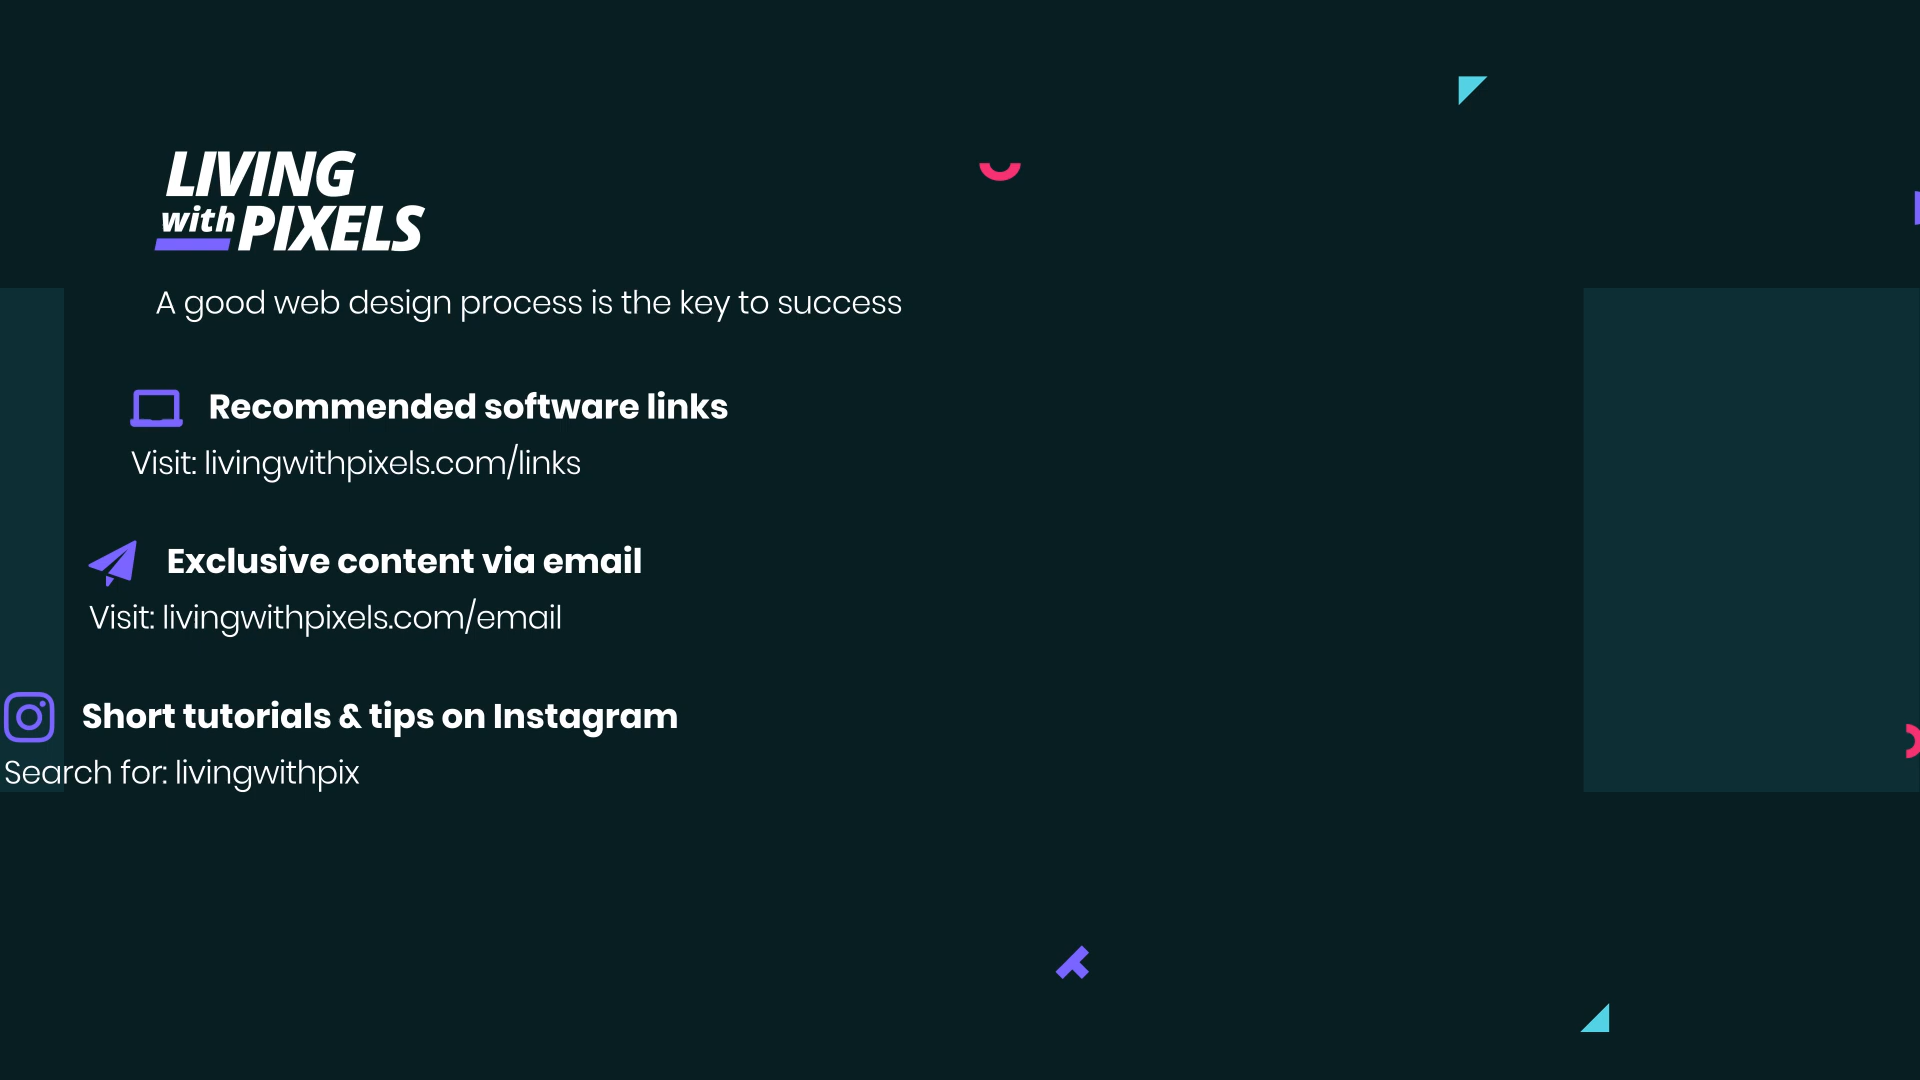 LIVING
with PIXELS
A good web design process is the key to success
Recommended software links
Visit: livingwithpixels.com/links
Exclusive content via email
Visit: livingwithpixels.com/email
Short tutorials & tips on Instagram
Search for: livingwithpix